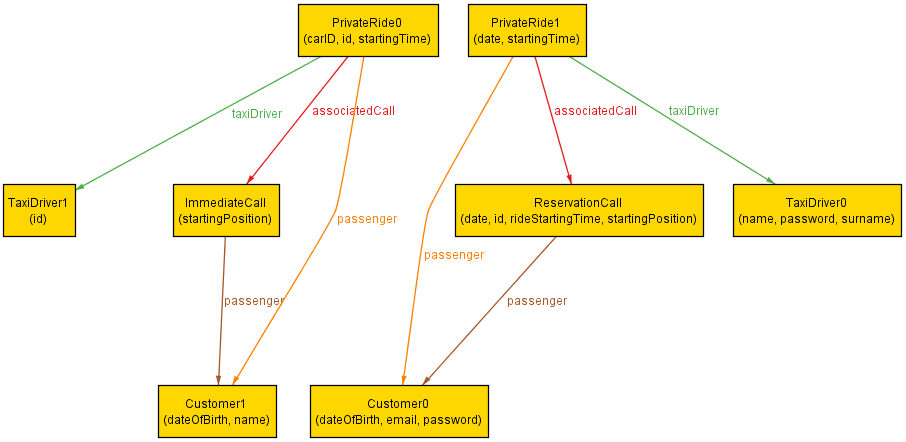 PrivateRide0
(carID, id, startingTime)
PrivateRide1
(date, startingTime)
taxiDriver
associatedCall
associatedCall
taxiDriver
TaxiDriver1
(id)
ImmediateCall
(startingPosition)
passenger
passenger
ReservationCall
(date, id, rideStartingTime, startingPosition)
TaxiDriver0
(name, password, surname)
passenger
passenger
Customer1
(dateOfBirth, name)
Customer0
(dateOfBirth, email, password)